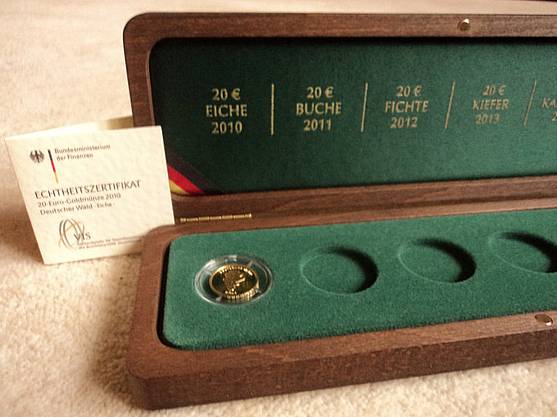 20 €
EICHE
2010
20 €
BUCHE
2011
20 €
FICHTE
2012
20 €
KIEFER
2013
Bundesministerium
der Finanzen
ECHTHEITSZERTIFIKAT
20-Euro-Goldmünze 2010
Deutscher Wald · Eiche
VfS